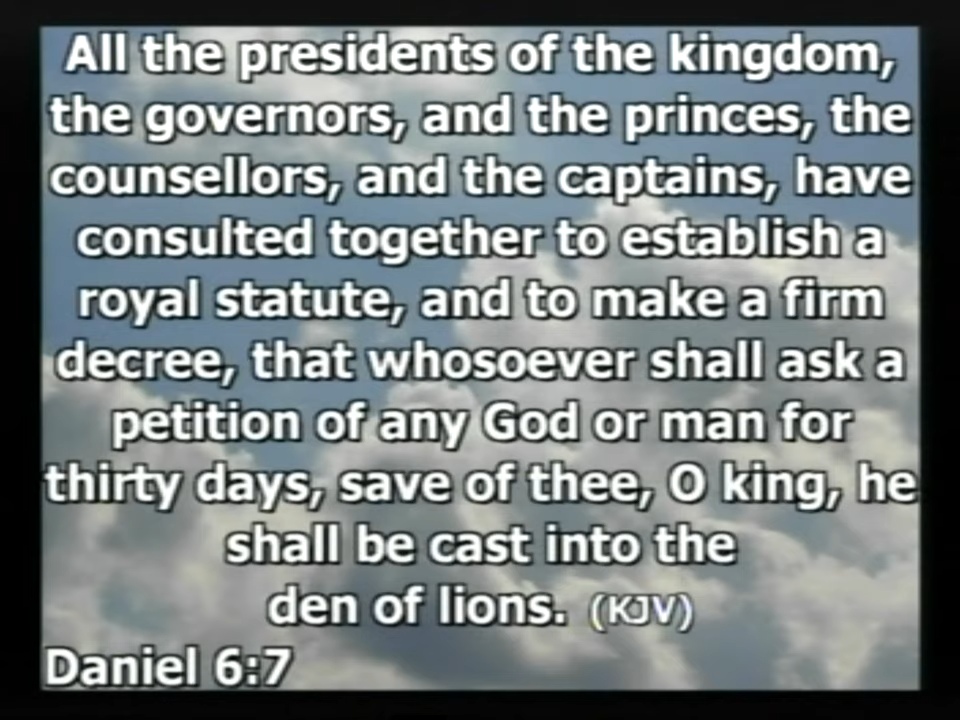 All the presidents of the kingdom,
the governors, and the princes, the
counsellors, and the captains, have
consulted together to establish a
royal statute, and to make a firm
decree, that whosoever shall ask a
petition of any God or man for
thirty days, save of thee, O king, he
shall be cast into the
den of lions. (KJV)
Daniel 6:7